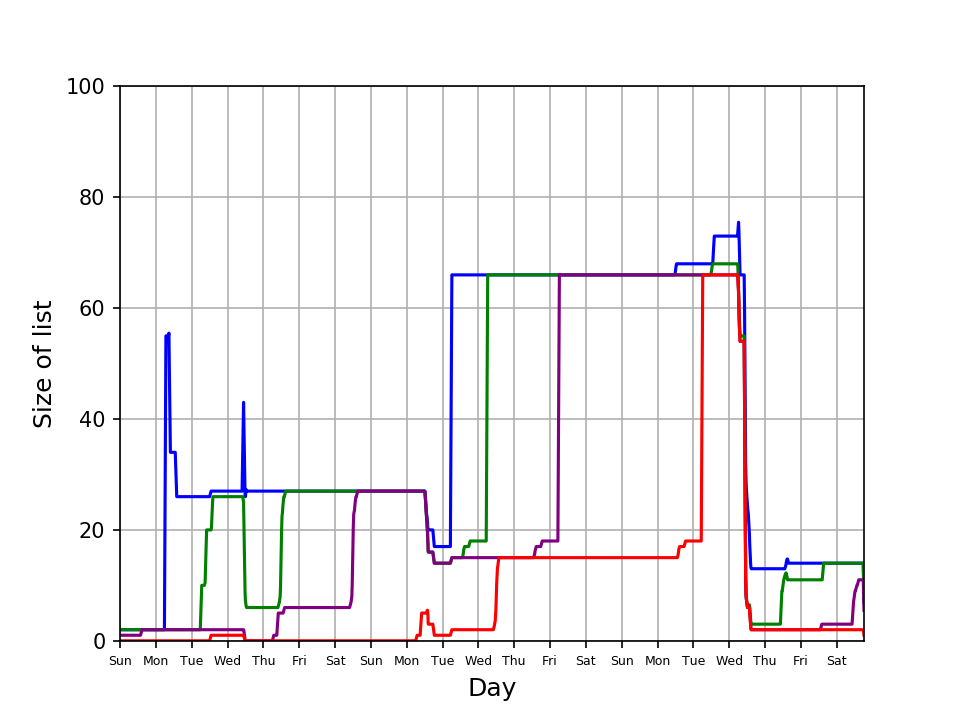 100
80
60
40
20
0
Size of list
Sun Mon Tue Wed Thu Fri Sat Sun Mon Tue Wed Thu Fri Sat Sun Mon Tue Wed Thu Fri Sat
Day